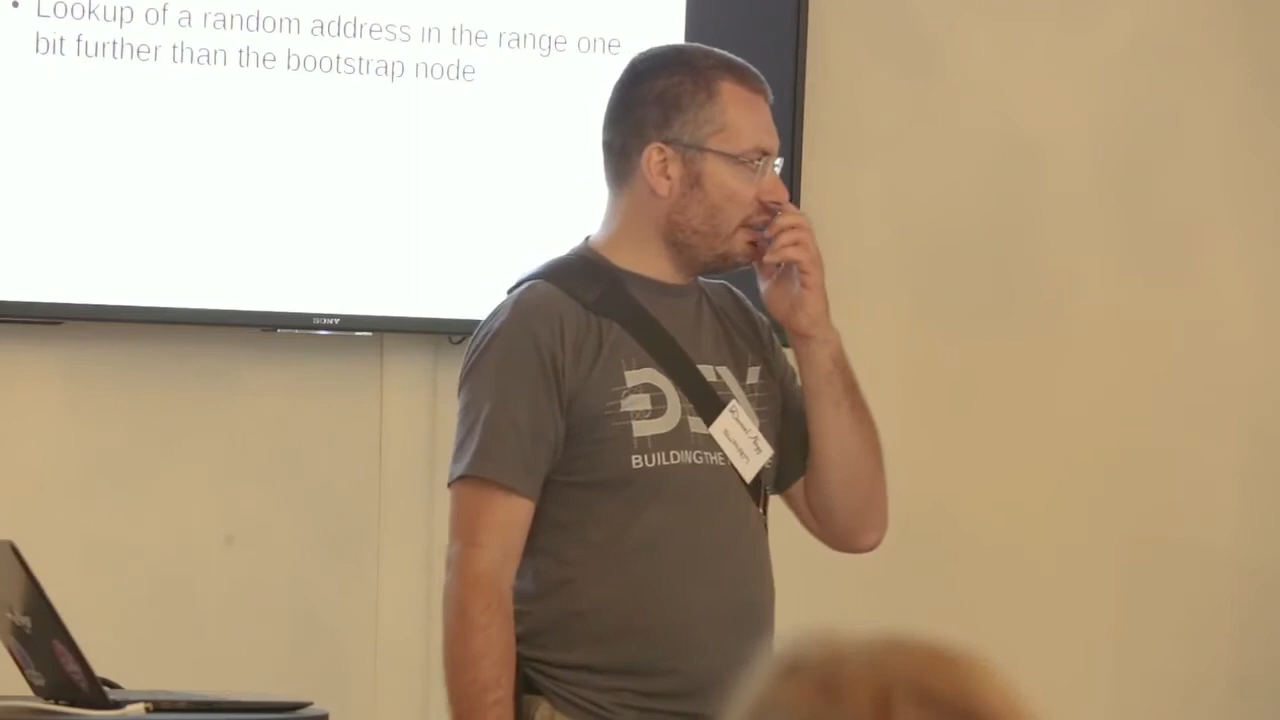 • Lookup of a random address in the range one
bit further than the bootstrap node
SONY
BUILDING THE